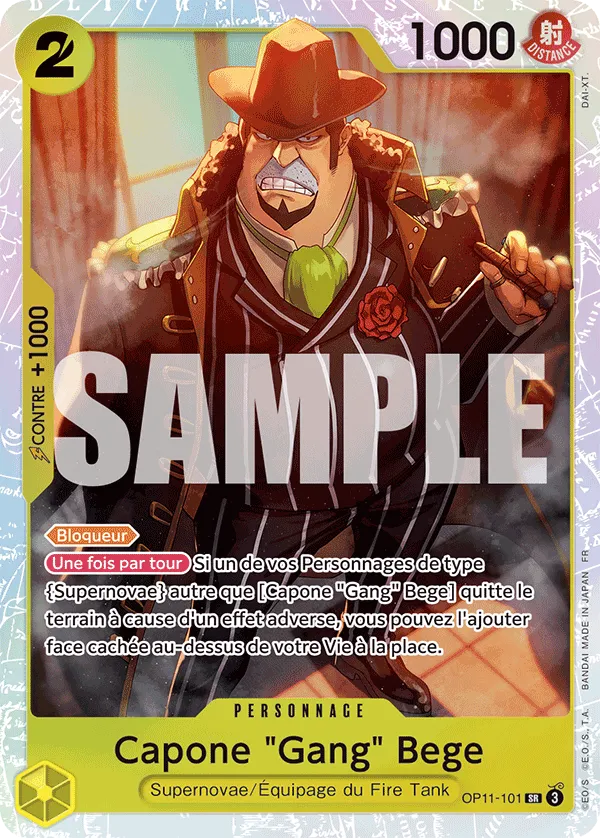 2
1000
射
DISTANCE
DAI-XT.
CONTRE +1000
SAMPLE
Bloqueur
Une fois par tour Si un de vos Personnages de type
{Supernovae} autre que [Capone "Gang" Bege] quitte le
terrain à cause d'un effet adverse, vous pouvez l'ajouter
face cachée au-dessus de votre Vie à la place.
PERSONNAGE
Capone "Gang" Bege
Supernovae/Équipage du Fire Tank
OP11-101 SR 3
©E.O/S ©E.O./S.,T.A. BANDAI MADE IN JAPAN FR